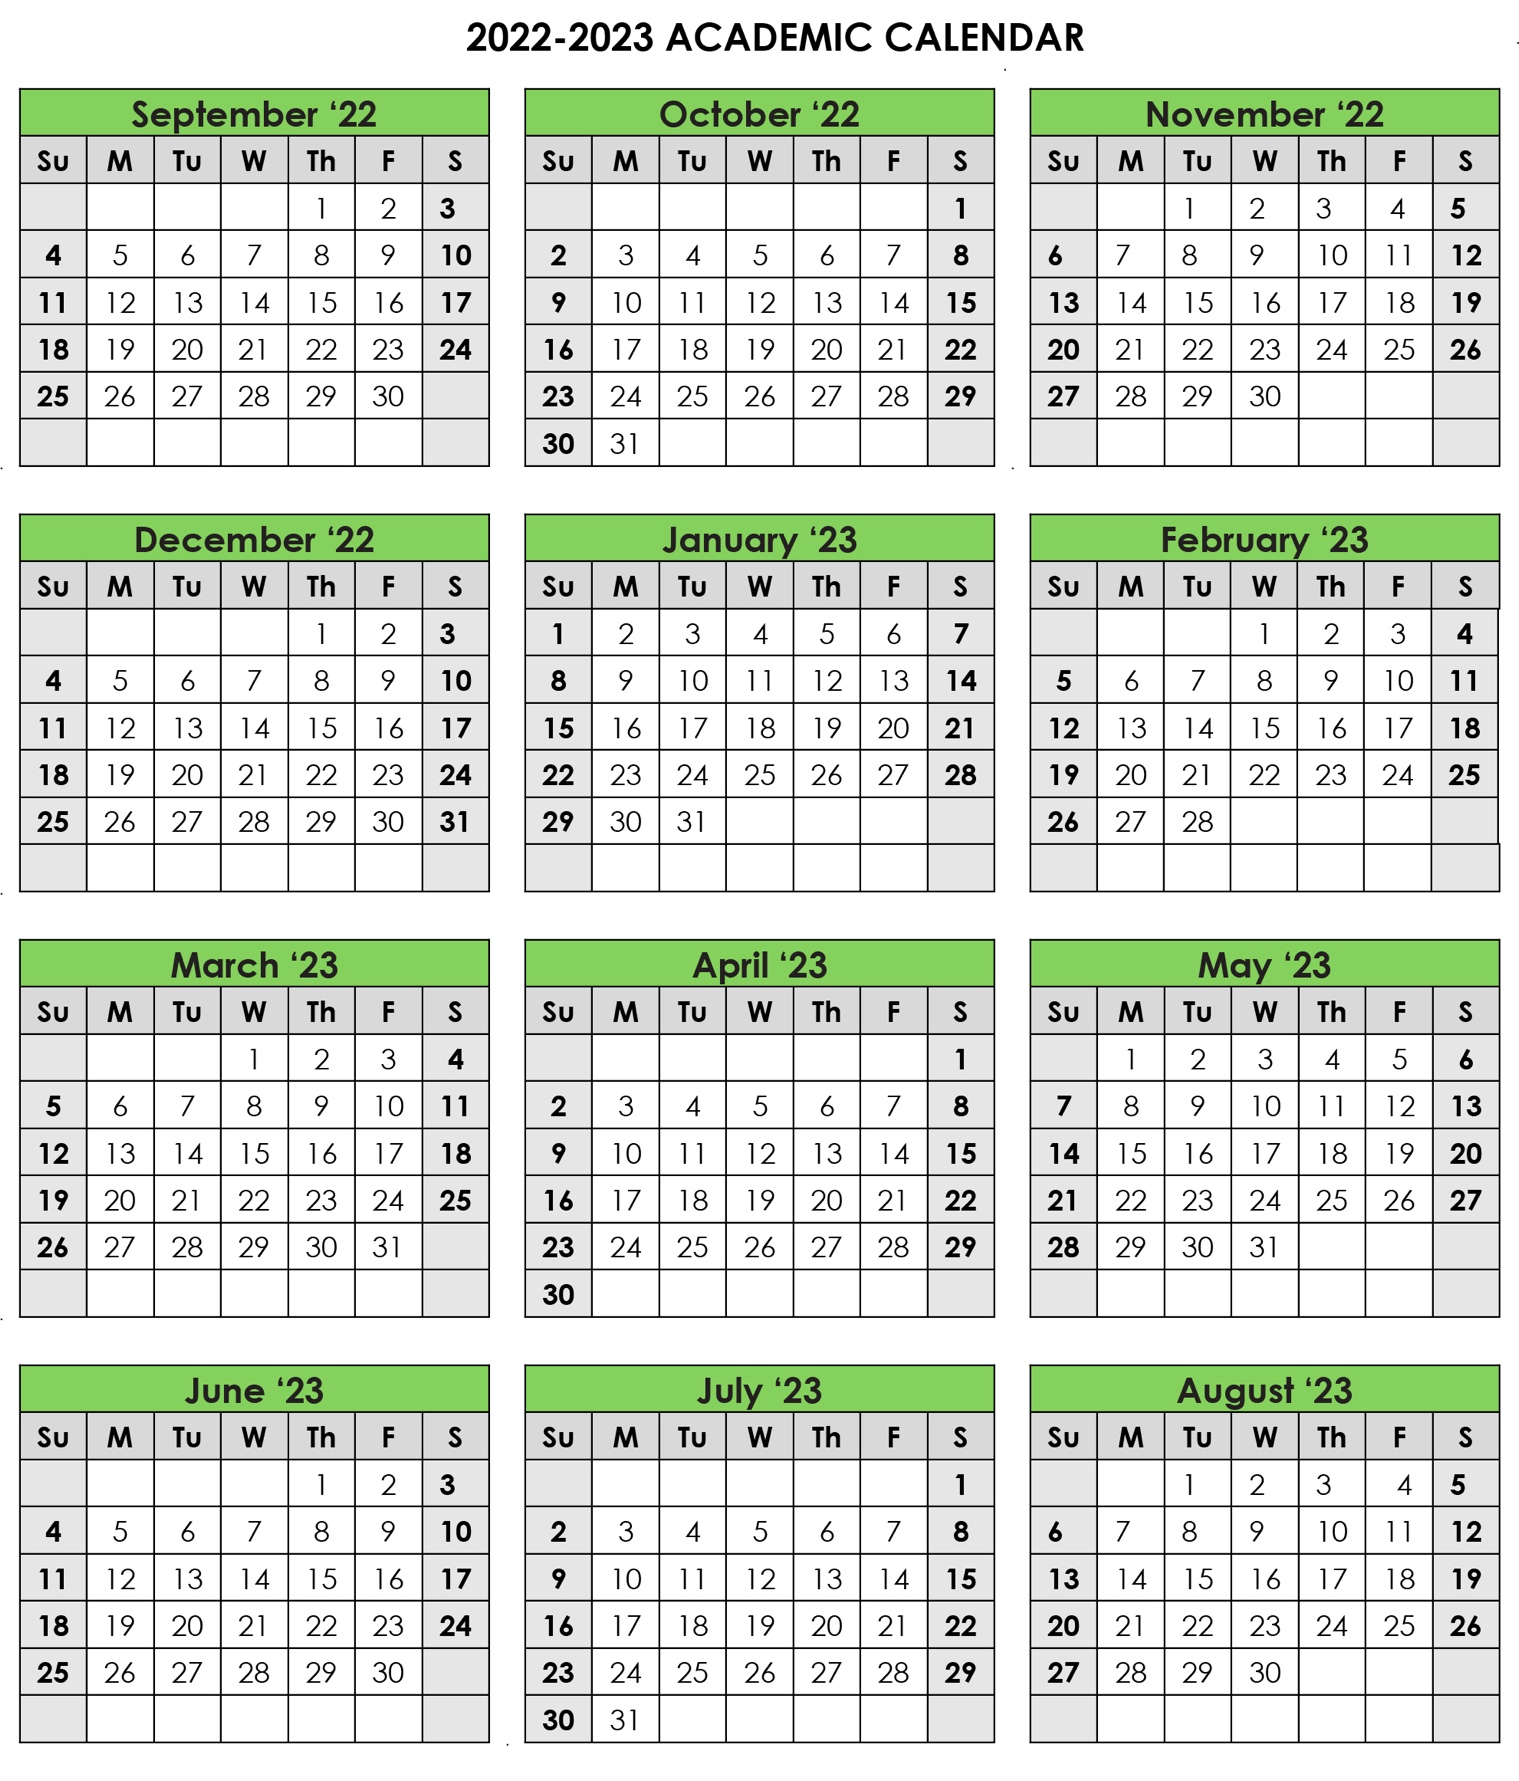 2022-2023 ACADEMIC CALENDAR
September ‘22
Su M Tu W Th F S
1 2 3
4 5 6 7 8 9 10
11 12 13 14 15 16 17
18 19 20 21 22 23 24
25 26 27 28 29 30
October ‘22
Su M Tu W Th F S
1
2 3 4 5 6 7 8
9 10 11 12 13 14 15
16 17 18 19 20 21 22
23 24 25 26 27 28 29
30 31
November ‘22
Su M Tu W Th F S
1 2 3 4 5
6 7 8 9 10 11 12
13 14 15 16 17 18 19
20 21 22 23 24 25 26
27 28 29 30
December ‘22
Su M Tu W Th F S
1 2 3
4 5 6 7 8 9 10
11 12 13 14 15 16 17
18 19 20 21 22 23 24
25 26 27 28 29 30 31
January ‘23
Su M Tu W Th F S
1 2 3 4 5 6 7
8 9 10 11 12 13 14
15 16 17 18 19 20 21
22 23 24 25 26 27 28
29 30 31
February ‘23
Su M Tu W Th F S
1 2 3 4
5 6 7 8 9 10 11
12 13 14 15 16 17 18
19 20 21 22 23 24 25
26 27 28
March ‘23
Su M Tu W Th F S
1 2 3 4
5 6 7 8 9 10 11
12 13 14 15 16 17 18
19 20 21 22 23 24 25
26 27 28 29 30 31
April ‘23
Su M Tu W Th F S
1
2 3 4 5 6 7 8
9 10 11 12 13 14 15
16 17 18 19 20 21 22
23 24 25 26 27 28 29
30
May ‘23
Su M Tu W Th F S
1 2 3 4 5 6
7 8 9 10 11 12 13
14 15 16 17 18 19 20
21 22 23 24 25 26 27
28 29 30 31
June ‘23
Su M Tu W Th F S
1 2 3
4 5 6 7 8 9 10
11 12 13 14 15 16 17
18 19 20 21 22 23 24
25 26 27 28 29 30
July ‘23
Su M Tu W Th F S
1
2 3 4 5 6 7 8
9 10 11 12 13 14 15
16 17 18 19 20 21 22
23 24 25 26 27 28 29
30 31
August ‘23
Su M Tu W Th F S
1 2 3 4 5
6 7 8 9 10 11 12
13 14 15 16 17 18 19
20 21 22 23 24 25 26
27 28 29 30